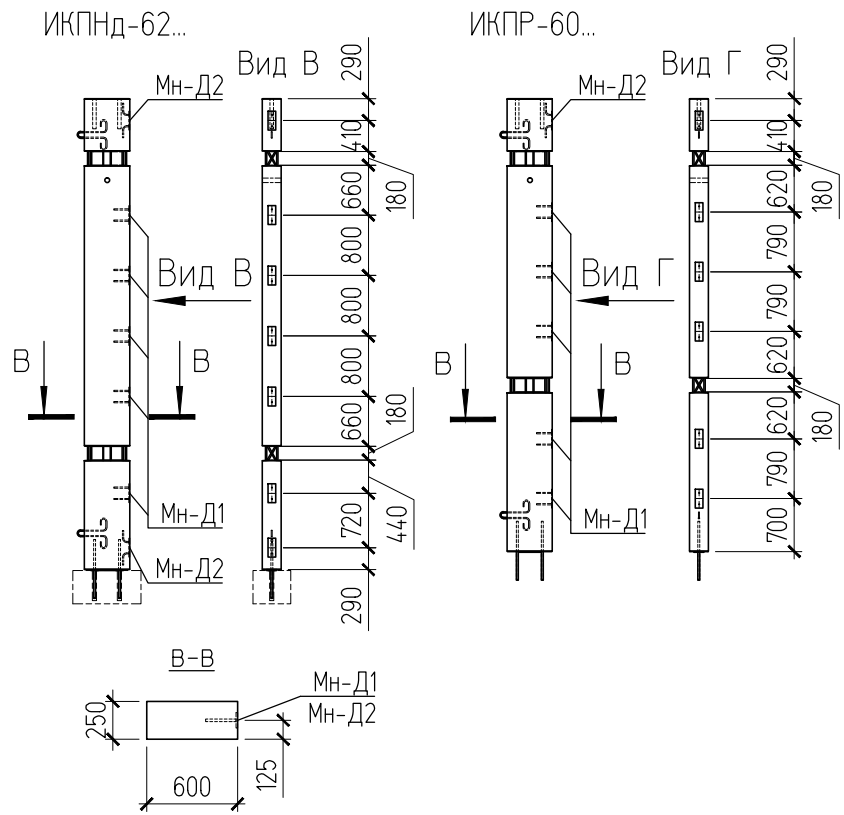 ИКПНд-62...
Вид В
Мн-Д2
290
410
180
660
800
800
800
660
180
440
720
290
Вид В
В
В
Мн-Д1
Мн-Д2
ИКПР-60...
Вид Г
Мн-Д2
290
410
180
620
790
790
620
180
620
790
700
Вид Г
В
В
Мн-Д1
В-В
Мн-Д1
Мн-Д2
250
600
125